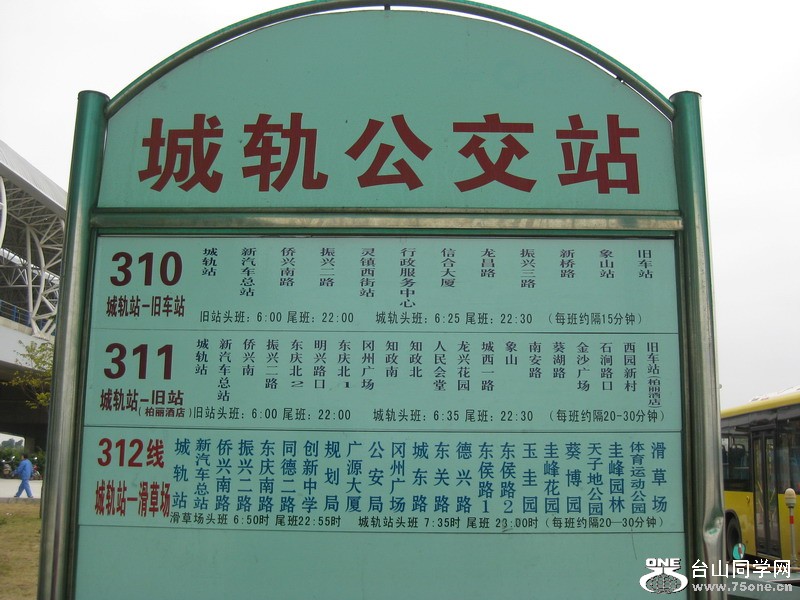 城轨公交站
310
城轨站—旧车站
城轨站 新汽车总站 侨兴南路 振兴二路 灵镇西街站 行政服务中心 信合大厦 龙昌路 振兴三路 新桥路 象山站 旧车站
旧站头班：6:00 尾班：22:00 城轨头班：6:25 尾班：22:30 （每班约隔15分钟）
311
城轨站—旧站
(柏丽酒店)
城轨站 新汽车总站 侨兴南 振兴二路 东庆北2 明兴路口 东庆北1 冈州广场 知政南 知政北 人民会堂 龙兴花园 城西一路 象山 南安路 葵湖路 金沙广场 石涧路口 西园新村 旧车站(柏丽酒店)
旧站头班：6:00 尾班：22:00 城轨头班：6:35 尾班：22:30 （每班约隔20-30分钟）
312线
城轨站—滑草场
城轨站 新汽车总站 侨兴南路 振兴二路 东庆南路 同德二路 创新中学 规划局 广源大厦 公安局 冈州广场 城东路 东关路 德兴路 东侯路1 东侯路2 玉圭园 圭峰花园 葵博园 天子地公园 圭峰园林 体育运动公园 滑草场
滑草场头班 6:50时 尾班22:55时 城轨站头班 7:35时 尾班 23:00时（每班约隔20-30分钟）
ONE
台山同学网
www.75one.com